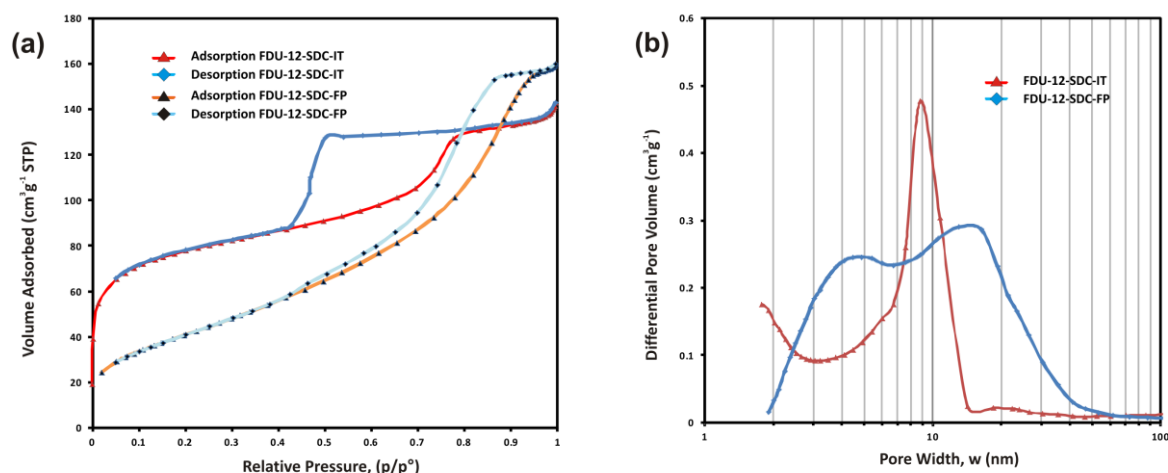 (a)
Adsorption FDU-12-SDC-IT
Desorption FDU-12-SDC-IT
Adsorption FDU-12-SDC-FP
Desorption FDU-12-SDC-FP
Volume Adsorbed (cm³g⁻¹ STP)
180
160
140
120
100
80
60
40
20
0
0 0.1 0.2 0.3 0.4 0.5 0.6 0.7 0.8 0.9 1
Relative Pressure, (p/p°)
(b)
FDU-12-SDC-IT
FDU-12-SDC-FP
Differential Pore Volume (cm³g⁻¹)
0.6
0.5
0.4
0.3
0.2
0.1
0
1 10 100
Pore Width, w (nm)